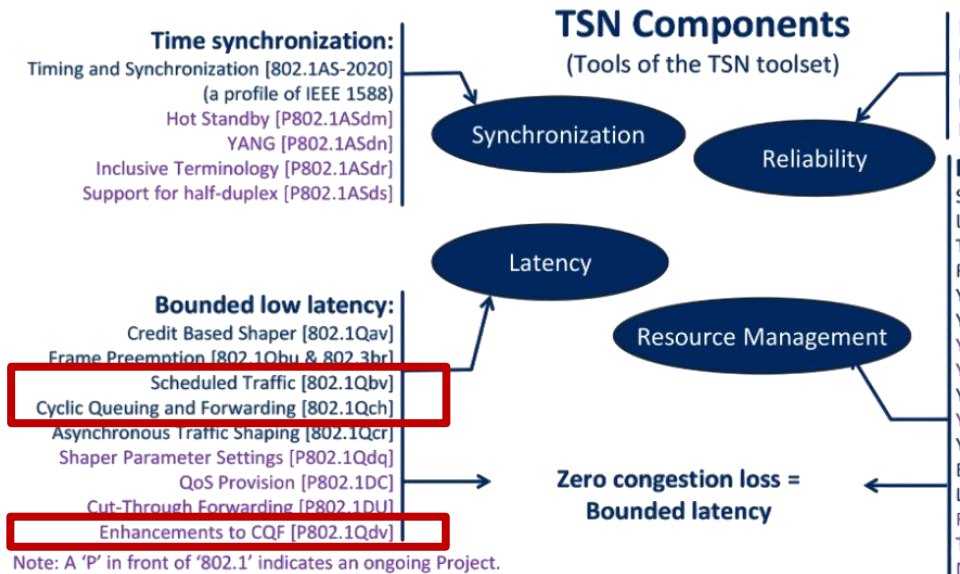 TSN Components
(Tools of the TSN toolset)
Time synchronization:
Timing and Synchronization [802.1AS-2020]
(a profile of IEEE 1588)
Hot Standby [P802.1ASdm]
YANG [P802.1ASdn]
Inclusive Terminology [P802.1ASdr]
Support for half-duplex [P802.1ASds]
Synchronization
Reliability
Latency
Resource Management
Bounded low latency:
Credit Based Shaper [802.1Qav]
Frame Preemption [802.1Qbu & 802.3br]
Scheduled Traffic [802.1Qbv]
Cyclic Queuing and Forwarding [802.1Qch]
Asynchronous Traffic Shaping [802.1Qcr]
Shaper Parameter Settings [P802.1Qdq]
QoS Provision [P802.1DC]
Cut-Through Forwarding [P802.1DU]
Enhancements to CQF [P802.1Qdv]
Zero congestion loss =
Bounded latency
Note: A 'P' in front of '802.1' indicates an ongoing Project.